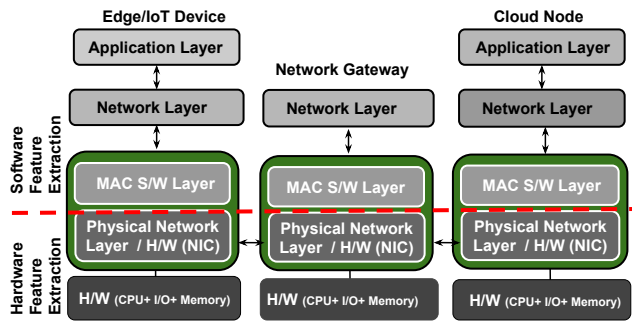 Edge/IoT Device
Cloud Node
Application Layer
Application Layer
Network Gateway
Network Layer
Network Layer
Network Layer
Software
Feature
Extraction
MAC S/W Layer
MAC S/W Layer
MAC S/W Layer
Physical Network
Layer / H/W (NIC)
Physical Network
Layer / H/W (NIC)
Physical Network
Layer / H/W (NIC)
Hardware
Feature
Extraction
H/W (CPU+ I/O+ Memory)
H/W (CPU+ I/O+ Memory)
H/W (CPU+ I/O+ Memory)